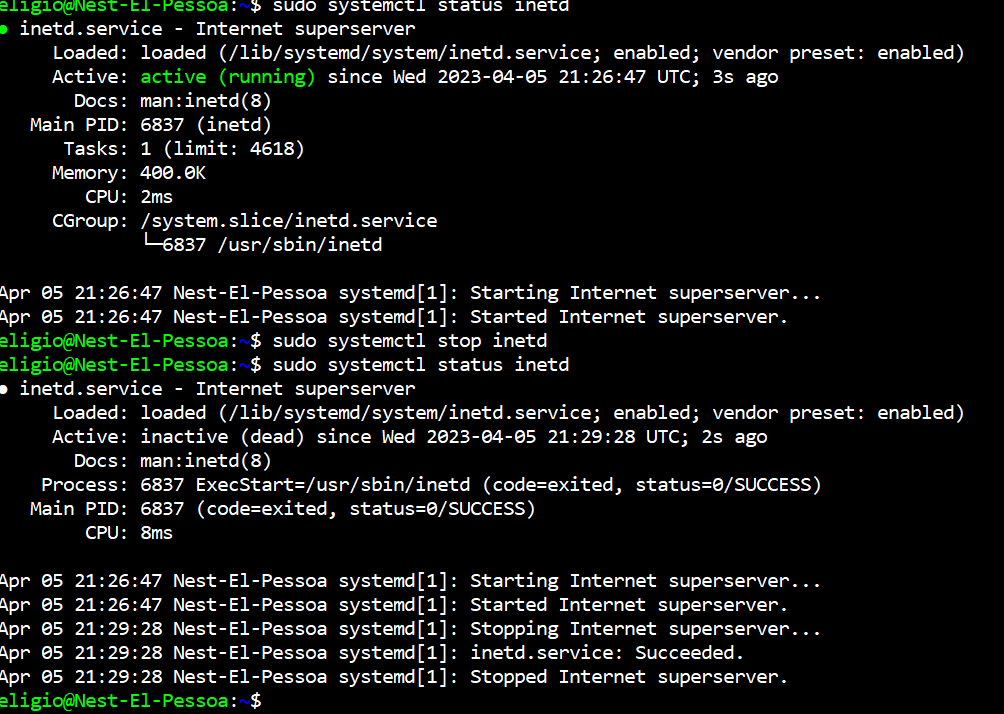 eligio@Nest-El-Pessoa:~$ sudo systemctl status inetd
● inetd.service - Internet superserver
     Loaded: loaded (/lib/systemd/system/inetd.service; enabled; vendor preset: enabled)
     Active: active (running) since Wed 2023-04-05 21:26:47 UTC; 3s ago
       Docs: man:inetd(8)
   Main PID: 6837 (inetd)
      Tasks: 1 (limit: 4618)
     Memory: 400.0K
        CPU: 2ms
     CGroup: /system.slice/inetd.service
             └─6837 /usr/sbin/inetd

Apr 05 21:26:47 Nest-El-Pessoa systemd[1]: Starting Internet superserver...
Apr 05 21:26:47 Nest-El-Pessoa systemd[1]: Started Internet superserver.
eligio@Nest-El-Pessoa:~$ sudo systemctl stop inetd
eligio@Nest-El-Pessoa:~$ sudo systemctl status inetd
● inetd.service - Internet superserver
     Loaded: loaded (/lib/systemd/system/inetd.service; enabled; vendor preset: enabled)
     Active: inactive (dead) since Wed 2023-04-05 21:29:28 UTC; 2s ago
       Docs: man:inetd(8)
    Process: 6837 ExecStart=/usr/sbin/inetd (code=exited, status=0/SUCCESS)
   Main PID: 6837 (code=exited, status=0/SUCCESS)
        CPU: 8ms

Apr 05 21:26:47 Nest-El-Pessoa systemd[1]: Starting Internet superserver...
Apr 05 21:26:47 Nest-El-Pessoa systemd[1]: Started Internet superserver.
Apr 05 21:29:28 Nest-El-Pessoa systemd[1]: Stopping Internet superserver...
Apr 05 21:29:28 Nest-El-Pessoa systemd[1]: inetd.service: Succeeded.
Apr 05 21:29:28 Nest-El-Pessoa systemd[1]: Stopped Internet superserver.
eligio@Nest-El-Pessoa:~$